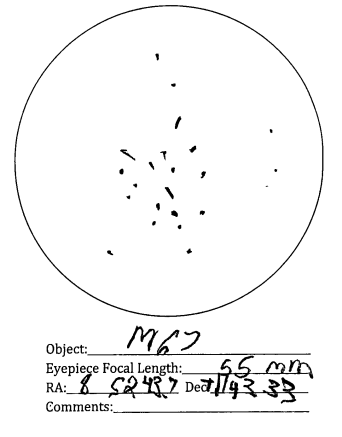 Object: M67
Eyepiece Focal Length: 55 mm
RA: 8 52 43.7 Dec: +11 43 33
Comments: